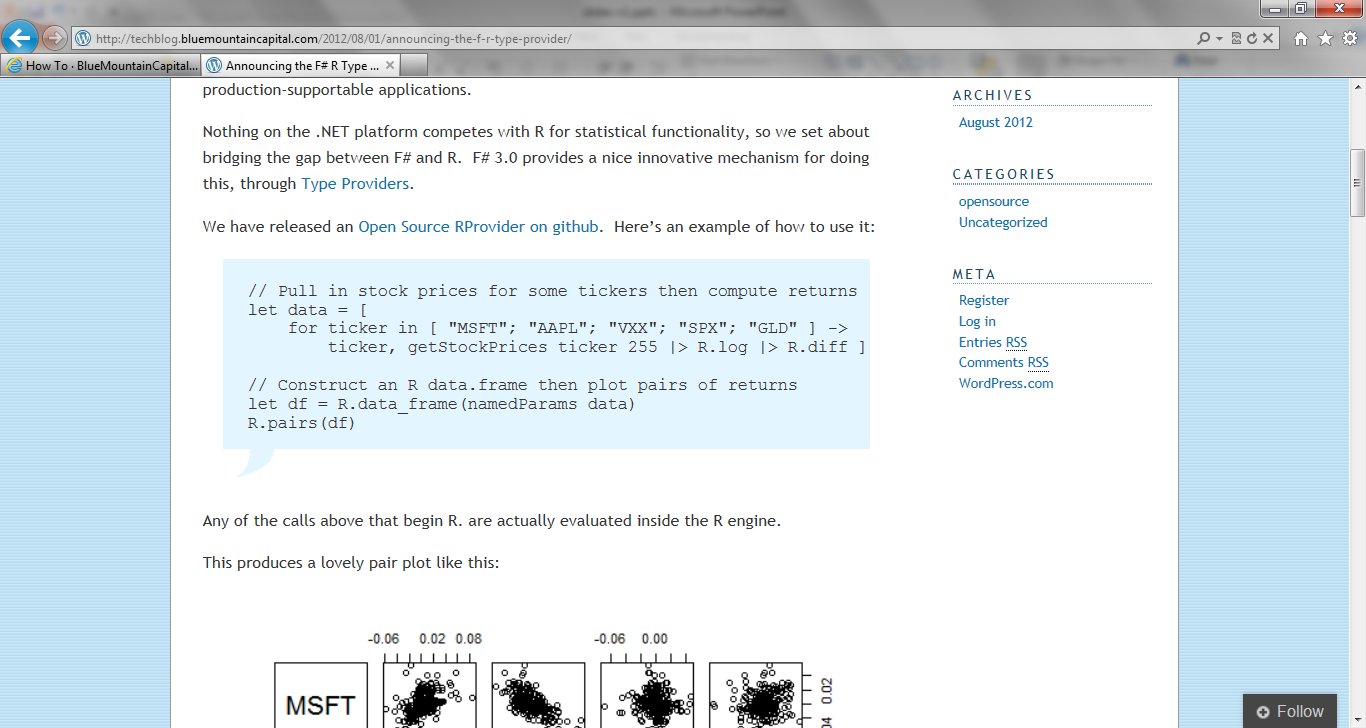 http://techblog.bluemountaincapital.com/2012/08/01/announcing-the-f-r-type-provider/
How To · BlueMountainCapital...
Announcing the F# R Type ...
production-supportable applications.
Nothing on the .NET platform competes with R for statistical functionality, so we set about
bridging the gap between F# and R.  F# 3.0 provides a nice innovative mechanism for doing
this, through Type Providers.
We have released an Open Source RProvider on github.  Here’s an example of how to use it:
// Pull in stock prices for some tickers then compute returns
let data = [
    for ticker in [ "MSFT"; "AAPL"; "VXX"; "SPX"; "GLD" ] ->
        ticker, getStockPrices ticker 255 |> R.log |> R.diff ]
// Construct an R data.frame then plot pairs of returns
let df = R.data_frame(namedParams data)
R.pairs(df)
Any of the calls above that begin R. are actually evaluated inside the R engine.
This produces a lovely pair plot like this:
-0.06 0.02 0.08 -0.06 0.00
MSFT
0.02
ARCHIVES
August 2012
CATEGORIES
opensource
Uncategorized
META
Register
Log in
Entries RSS
Comments RSS
WordPress.com
Follow